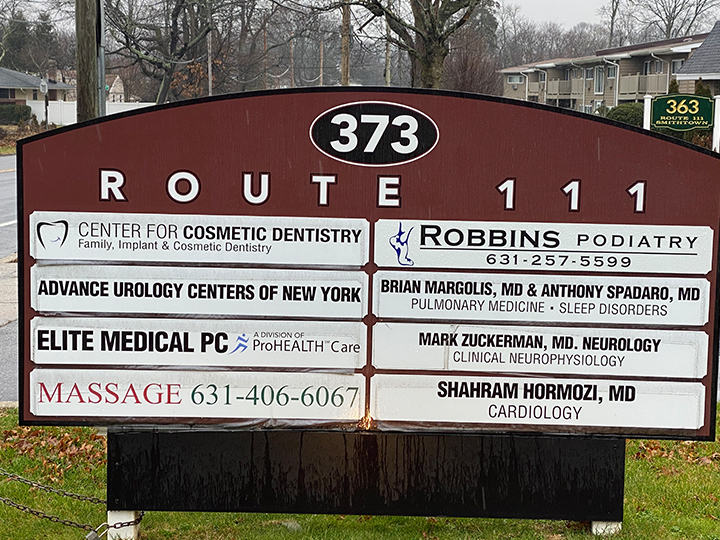 373
363
ROUTE 111
SMITHTOWN
ROUTE 111
CENTER FOR COSMETIC DENTISTRY
Family, Implant & Cosmetic Dentistry
ADVANCE UROLOGY CENTERS OF NEW YORK
ELITE MEDICAL PC A DIVISION OF
ProHEALTH™Care
MASSAGE 631-406-6067
ROBBINS PODIATRY
631-257-5599
BRIAN MARGOLIS, MD & ANTHONY SPADARO, MD
PULMONARY MEDICINE • SLEEP DISORDERS
MARK ZUCKERMAN, MD. NEUROLOGY
CLINICAL NEUROPHYSIOLOGY
SHAHRAM HORMOZI, MD
CARDIOLOGY